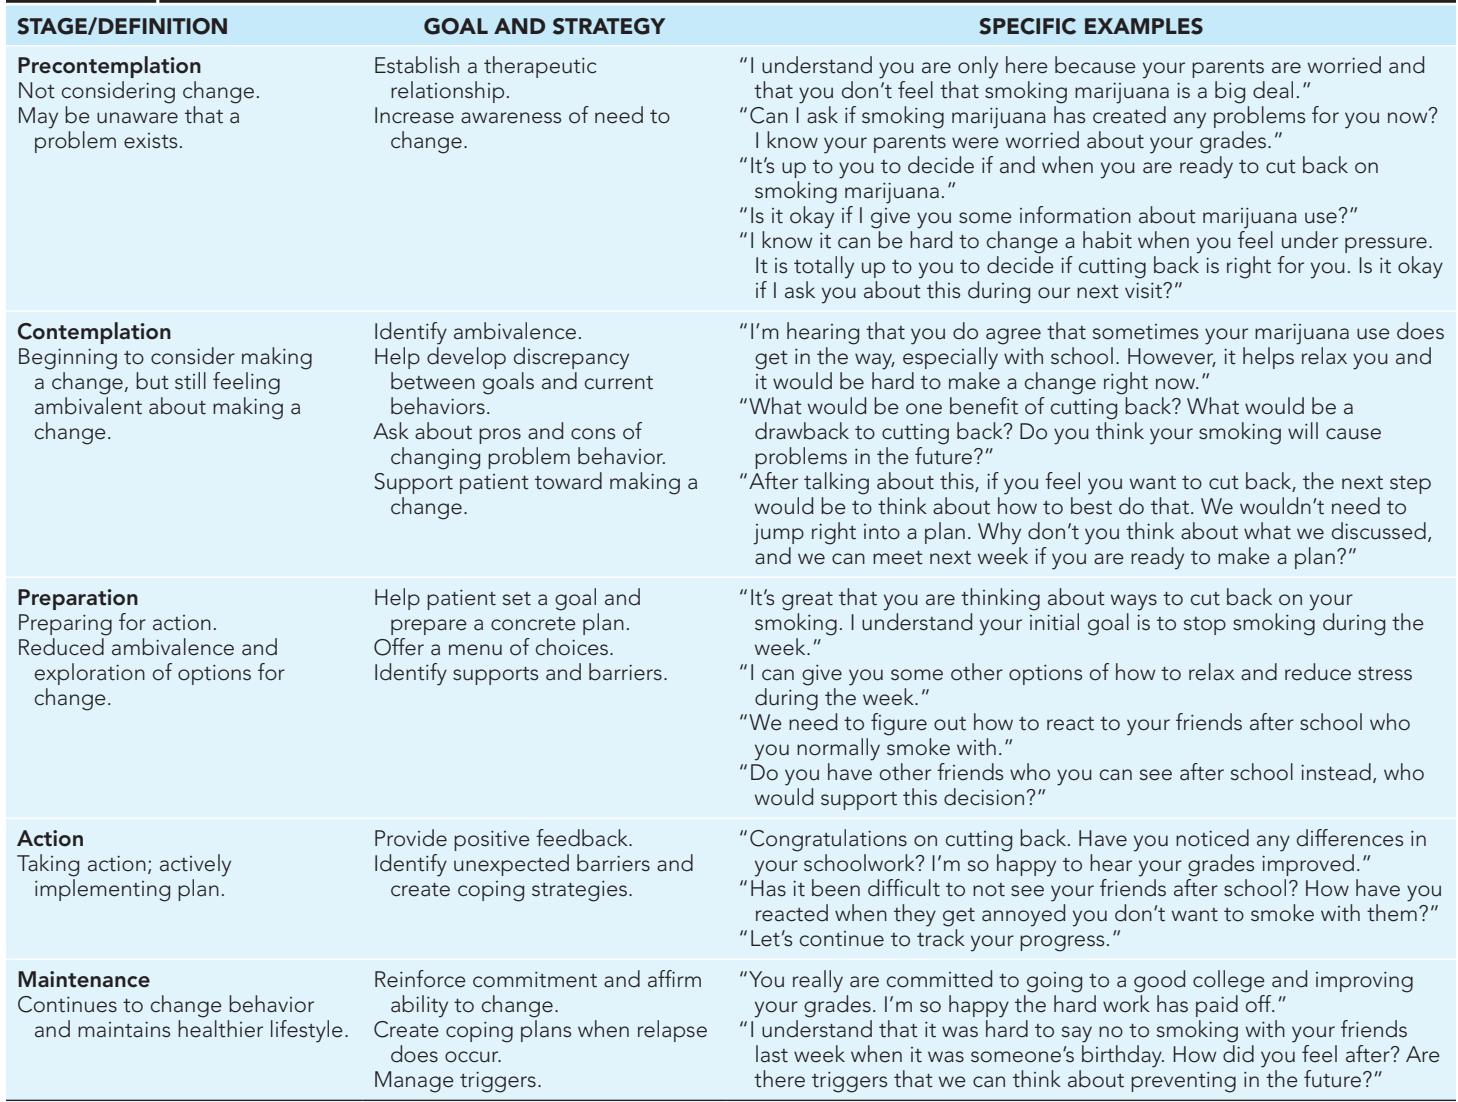 STAGE/DEFINITION GOAL AND STRATEGY SPECIFIC EXAMPLES
Precontemplation
Not considering change.
May be unaware that a
problem exists.
Establish a therapeutic
relationship.
Increase awareness of need to
change.
“I understand you are only here because your parents are worried and
that you don’t feel that smoking marijuana is a big deal.”
“Can I ask if smoking marijuana has created any problems for you now?
I know your parents were worried about your grades.”
“It’s up to you to decide if and when you are ready to cut back on
smoking marijuana.”
“Is it okay if I give you some information about marijuana use?”
“I know it can be hard to change a habit when you feel under pressure.
It is totally up to you to decide if cutting back is right for you. Is it okay
if I ask you about this during our next visit?”
Contemplation
Beginning to consider making
a change, but still feeling
ambivalent about making a
change.
Identify ambivalence.
Help develop discrepancy
between goals and current
behaviors.
Ask about pros and cons of
changing problem behavior.
Support patient toward making a
change.
“I’m hearing that you do agree that sometimes your marijuana use does
get in the way, especially with school. However, it helps relax you and
it would be hard to make a change right now.”
“What would be one benefit of cutting back? What would be a
drawback to cutting back? Do you think your smoking will cause
problems in the future?”
“After talking about this, if you feel you want to cut back, the next step
would be to think about how to best do that. We wouldn’t need to
jump right into a plan. Why don’t you think about what we discussed,
and we can meet next week if you are ready to make a plan?”
Preparation
Preparing for action.
Reduced ambivalence and
exploration of options for
change.
Help patient set a goal and
prepare a concrete plan.
Offer a menu of choices.
Identify supports and barriers.
“It’s great that you are thinking about ways to cut back on your
smoking. I understand your initial goal is to stop smoking during the
week.”
“I can give you some other options of how to relax and reduce stress
during the week.”
“We need to figure out how to react to your friends after school who
you normally smoke with.”
“Do you have other friends who you can see after school instead, who
would support this decision?”
Action
Taking action; actively
implementing plan.
Provide positive feedback.
Identify unexpected barriers and
create coping strategies.
“Congratulations on cutting back. Have you noticed any differences in
your schoolwork? I’m so happy to hear your grades improved.”
“Has it been difficult to not see your friends after school? How have you
reacted when they get annoyed you don’t want to smoke with them?”
“Let’s continue to track your progress.”
Maintenance
Continues to change behavior
and maintains healthier lifestyle.
Reinforce commitment and affirm
ability to change.
Create coping plans when relapse
does occur.
Manage triggers.
“You really are committed to going to a good college and improving
your grades. I’m so happy the hard work has paid off.”
“I understand that it was hard to say no to smoking with your friends
last week when it was someone’s birthday. How did you feel after? Are
there triggers that we can think about preventing in the future?”